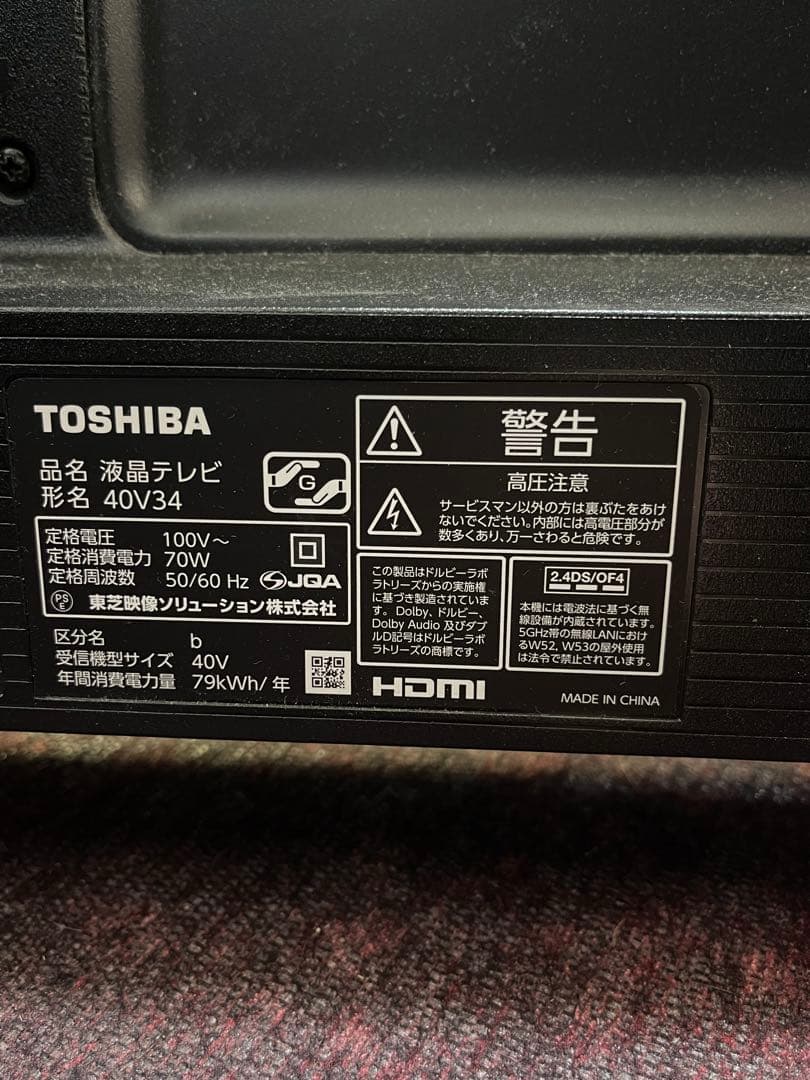 TOSHIBA
品名 液晶テレビ
形名 40V34
G
定格電圧 100V～
定格消費電力 70W
定格周波数 50/60 Hz
JQA
PSE 東芝映像ソリューション株式会社
区分名 b
受信機型サイズ 40V
年間消費電力量 79kWh/年
警告
高圧注意
サービスマン以外の方は裏ぶたをあけ
ないでください。内部には高電圧部分が
数多くあり、万一さわると危険です。
この製品はドルビーラボ
ラトリーズからの実施権
に基づき製造されていま
す。Dolby、ドルビー、
Dolby Audio 及びダブ
ルD記号はドルビーラボ
ラトリーズの商標です。
2.4DS/OF4
本機には電波法に基づく無
線設備が内蔵されています。
5GHz帯の無線LANにおけ
るW52、W53の屋外使用
は法令で禁止されています。
HDMI
MADE IN CHINA